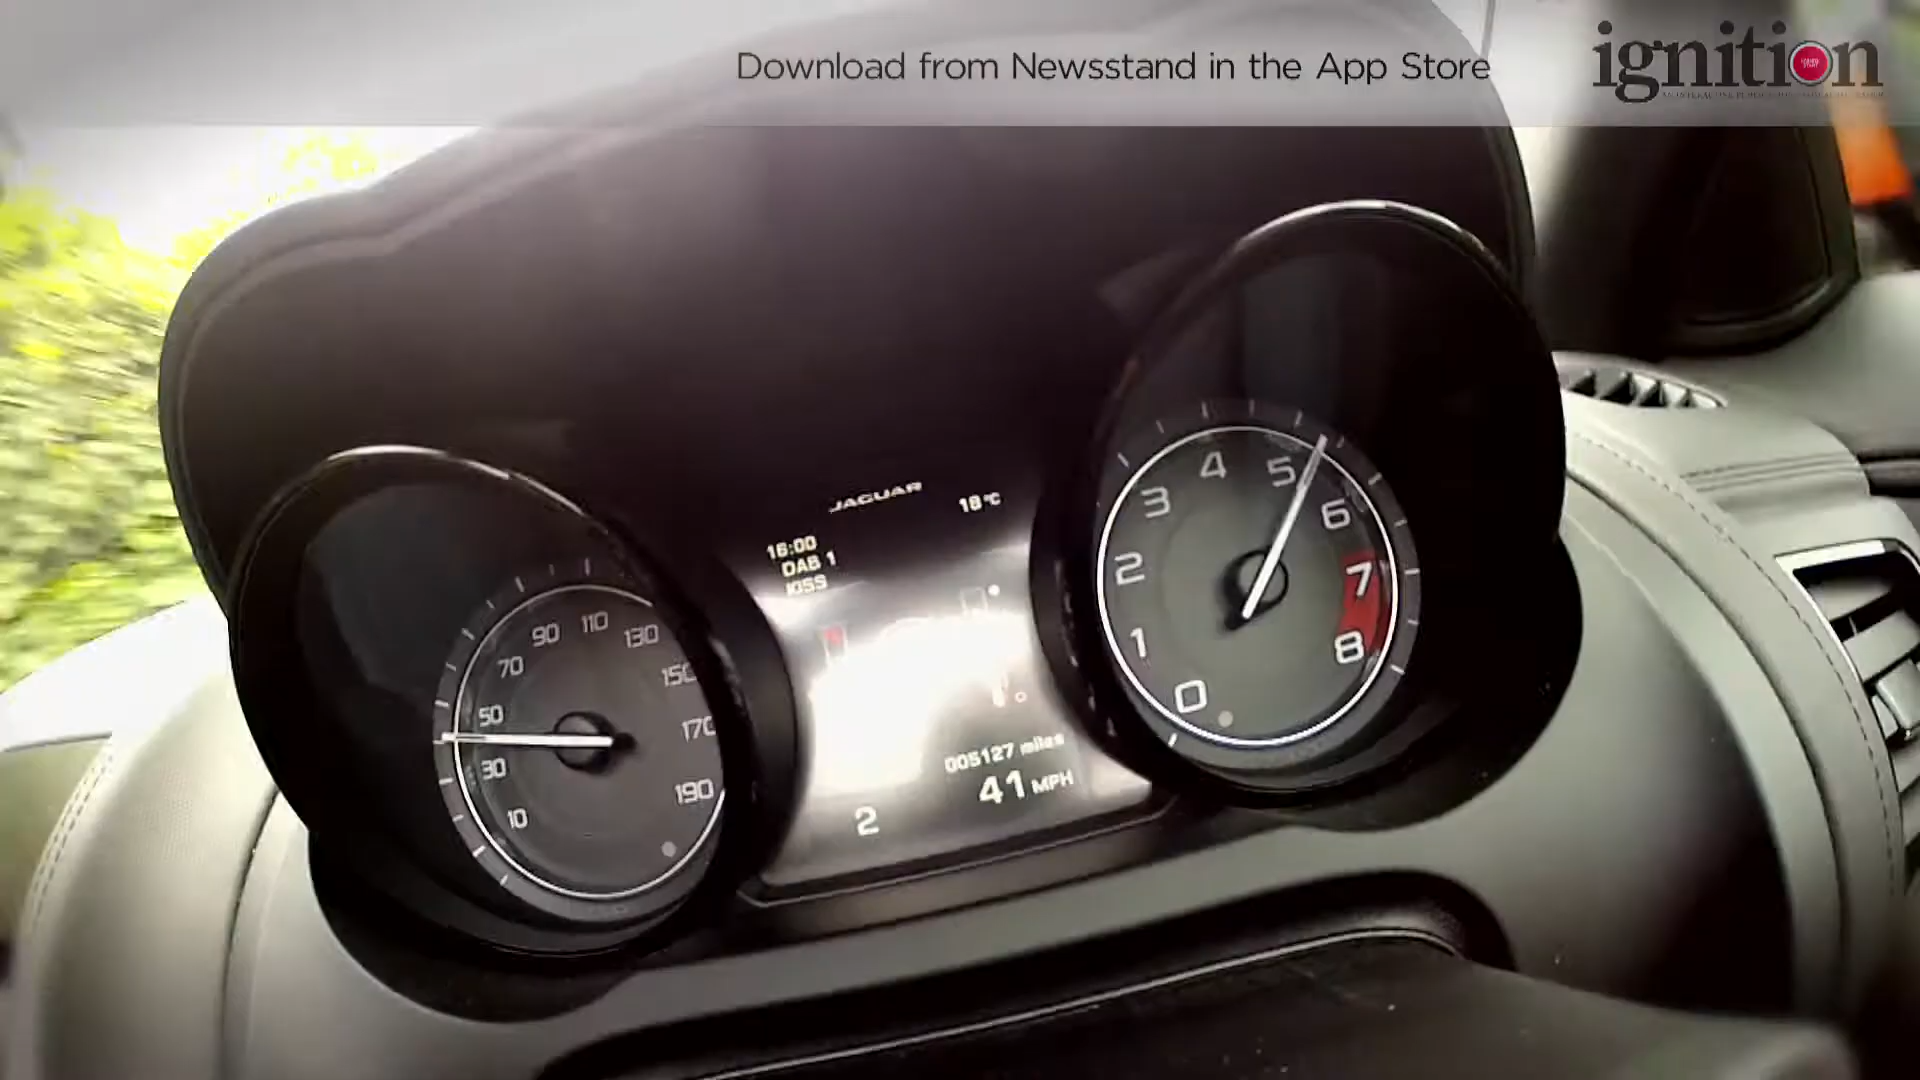 Download from Newsstand in the App Store
ignition
JAGUAR
18°C
16:00
DAB 1
KISS
10
30
50
70
90
110
130
150
170
190
0
1
2
3
4
5
6
7
8
005127 miles
41 MPH
2